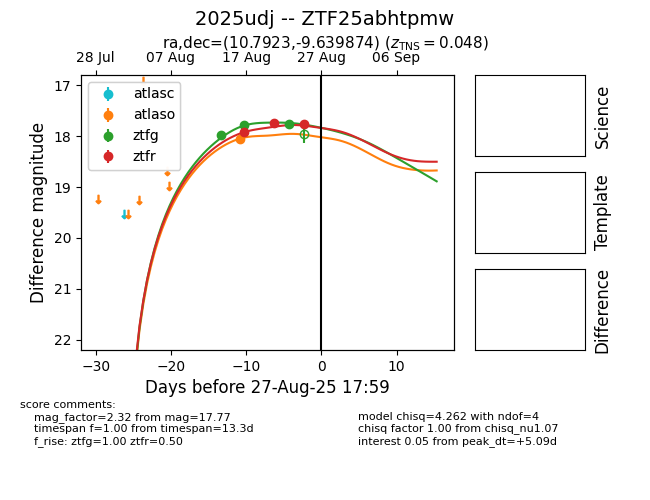 2025udj -- ZTF25abhtpmw
ra,dec=(10.7923,-9.639874) (z_TNS = 0.048)
28 Jul 07 Aug 17 Aug 27 Aug 06 Sep
17
18
19
20
21
22
Difference magnitude
atlasc
atlaso
ztfg
ztfr
−30 −20 −10 0 10
Days before 27-Aug-25 17:59
Science
Template
Difference
score comments:
mag_factor=2.32 from mag=17.77
timespan f=1.00 from timespan=13.3d
f_rise: ztfg=1.00 ztfr=0.50
model chisq=4.262 with ndof=4
chisq factor 1.00 from chisq_nu1.07
interest 0.05 from peak_dt=+5.09d